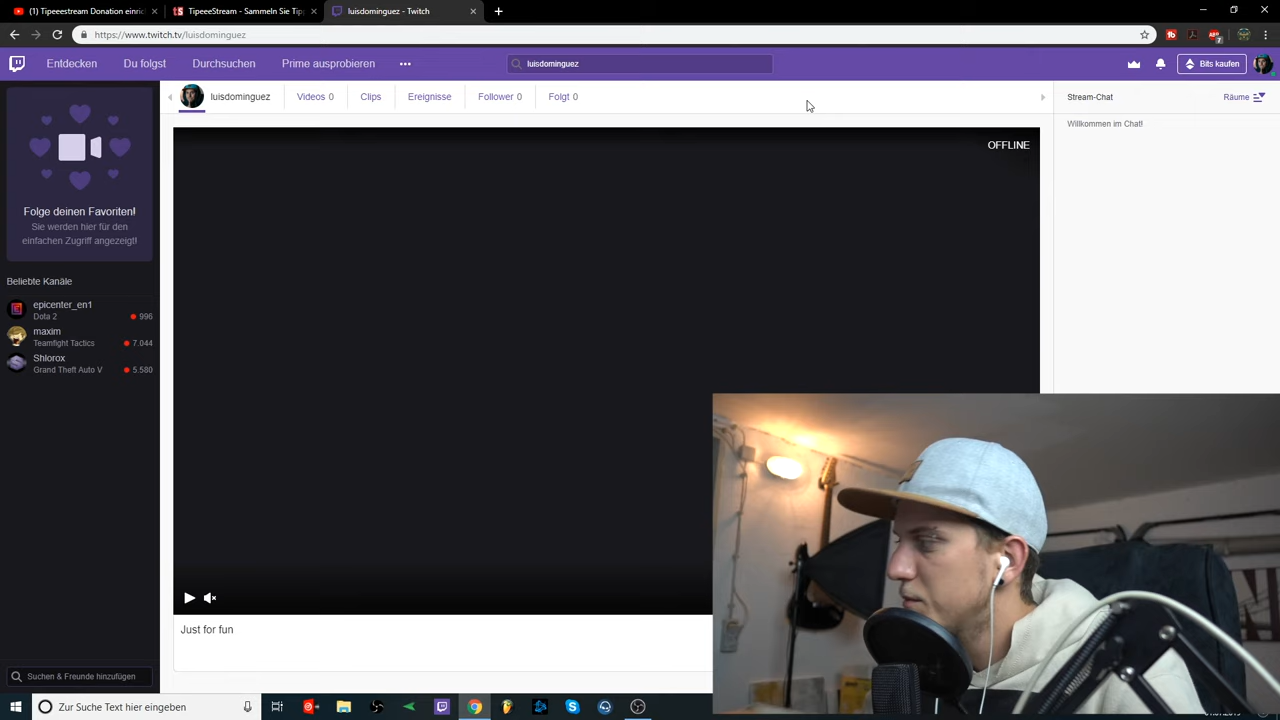 (1) Tipeeestream Donation einric
TipeeeStream - Sammeln Sie Tip
luisdominguez - Twitch
https://www.twitch.tv/luisdominguez
Entdecken Du folgst Durchsuchen Prime ausprobieren
luisdominguez
Bits kaufen
luisdominguez Videos 0 Clips Ereignisse Follower 0 Folgt 0
Stream-Chat
Räume
Willkommen im Chat!
OFFLINE
Folge deinen Favoriten!
Sie werden hier für den
einfachen Zugriff angezeigt!
Beliebte Kanäle
epicenter_en1
Dota 2 996
maxim
Teamfight Tactics 7.044
Shlorox
Grand Theft Auto V 5.580
Just for fun
Suchen & Freunde hinzufügen
Zur Suche Text hier eingeben